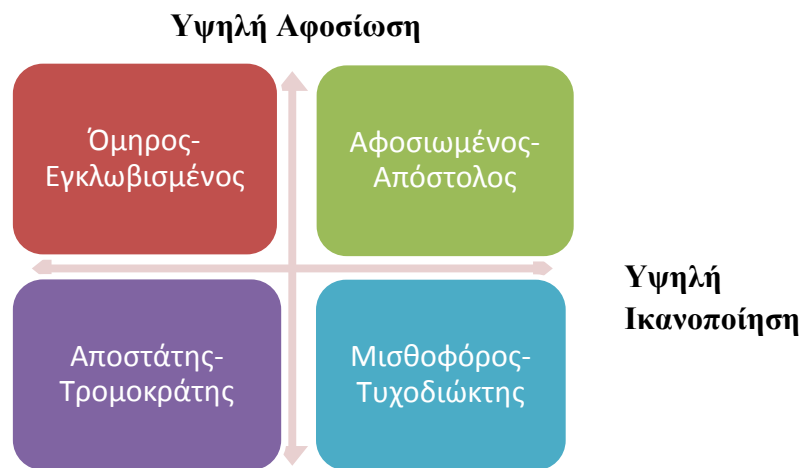 Υψηλή Αφοσίωση
Όμηρος-
Εγκλωβισμένος
Αφοσιωμένος-
Απόστολος
Υψηλή
Ικανοποίηση
Αποστάτης-
Τρομοκράτης
Μισθοφόρος-
Τυχοδιώκτης